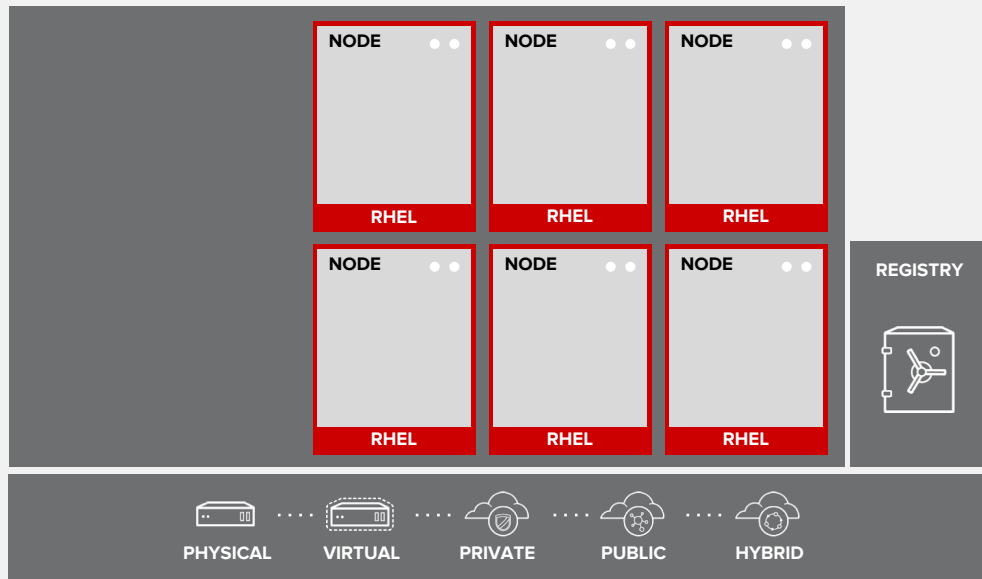 NODE NODE NODE
RHEL RHEL RHEL
NODE NODE NODE
REGISTRY
RHEL RHEL RHEL
PHYSICAL VIRTUAL PRIVATE PUBLIC HYBRID